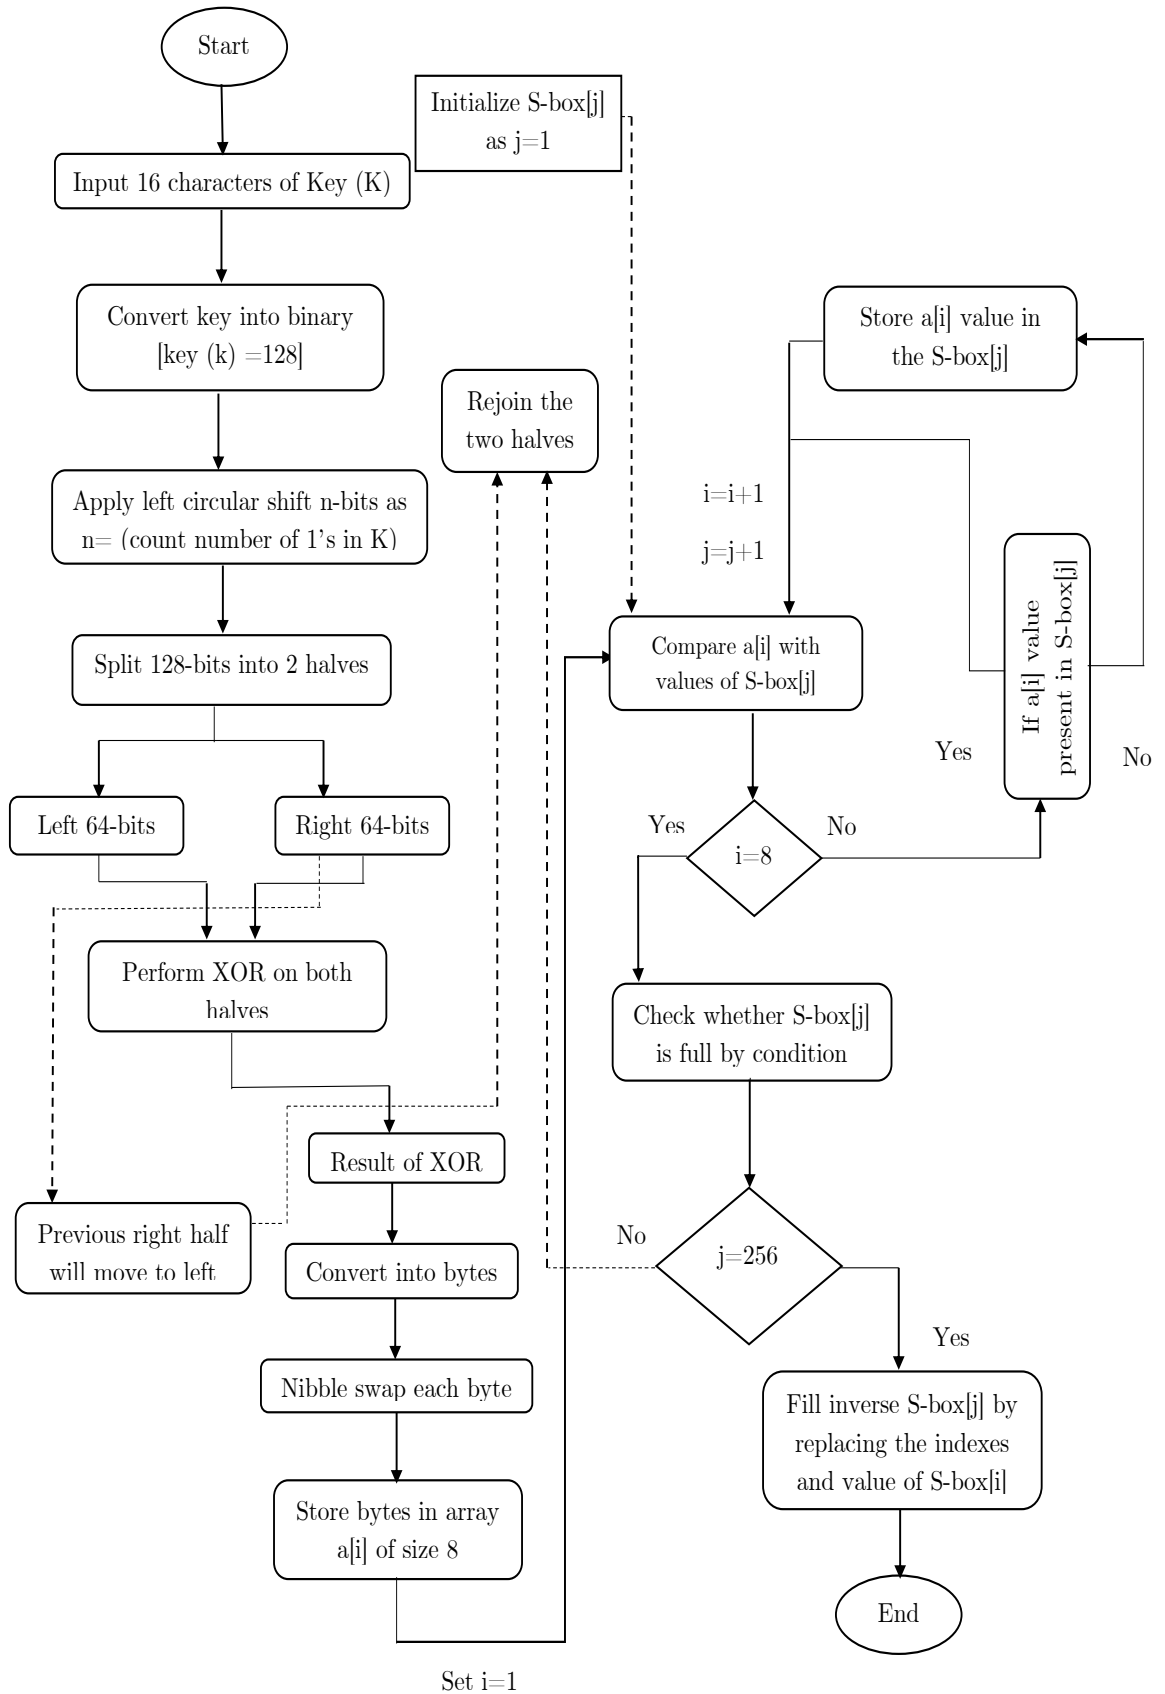 Start
Initialize S-box[j]
as j=1
Input 16 characters of Key (K)
Convert key into binary
[key (k) =128]
Store a[i] value in
the S-box[j]
Rejoin the
two halves
Apply left circular shift n-bits as
n= (count number of 1's in K)
i=i+1
j=j+1
If a[i] value
present in S-box[j]
Split 128-bits into 2 halves
Compare a[i] with
values of S-box[j]
Yes
No
Left 64-bits
Right 64-bits
Yes
No
i=8
Perform XOR on both
halves
Check whether S-box[j]
is full by condition
Result of XOR
Previous right half
will move to left
No
j=256
Convert into bytes
Yes
Nibble swap each byte
Fill inverse S-box[j] by
replacing the indexes
and value of S-box[i]
Store bytes in array
a[i] of size 8
End
Set i=1